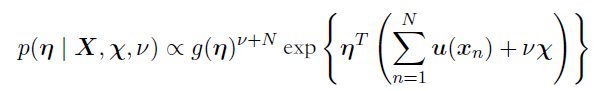 p(η | X, χ, ν) ∝ g(η)^{ν+N} exp { η^T ( ∑_{n=1}^{N} u(x_n) + νχ ) }